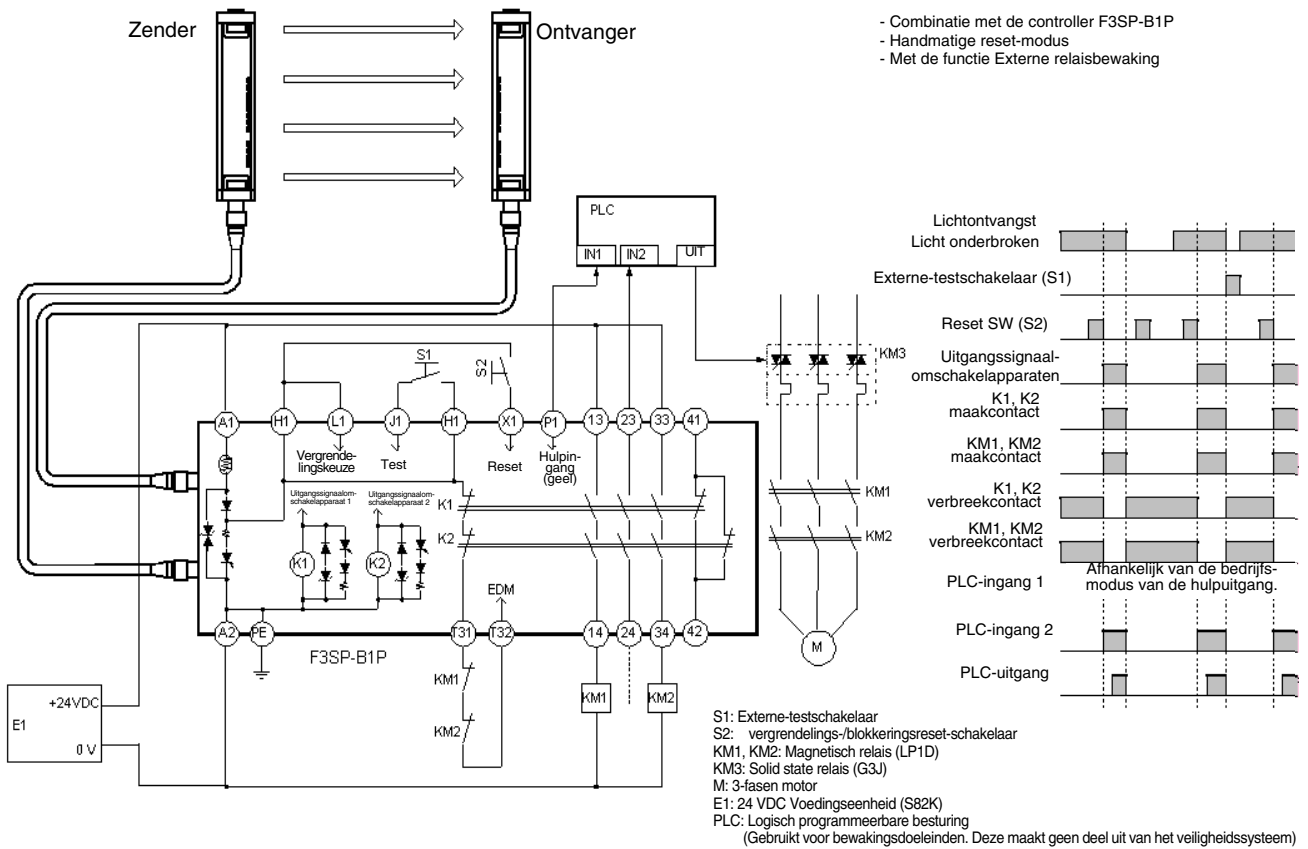 Zender
Ontvanger
- Combinatie met de controller F3SP-B1P
- Handmatige reset-modus
- Met de functie Externe relaisbewaking
PLC
IN1
IN2
UIT
KM3
S1
S2
A1
H1
L1
J1
H1
X1
P1
13
23
33
41
Vergrende-
lingskeuze
Test
Reset
Hulpin-
gang
(geel)
Uitgangssignaalom-
schakelapparaat 1
Uitgangssignaalom-
schakelapparaat 2
K1
K2
K1
K2
EDM
A2
PE
T31
T32
14
24
34
42
F3SP-B1P
KM1
KM2
KM1
KM2
KM1
KM2
M
+24VDC
E1
0 V
Lichtontvangst
Licht onderbroken
Externe-testschakelaar (S1)
Reset SW (S2)
Uitgangssignaal-
omschakelapparaten
K1, K2
maakcontact
KM1, KM2
maakcontact
K1, K2
verbreekcontact
KM1, KM2
verbreekcontact
PLC-ingang 1
Afhankelijk van de bedrijfs-
modus van de hulpuitgang.
PLC-ingang 2
PLC-uitgang
S1: Externe-testschakelaar
S2: vergrendelings-/blokkeringsreset-schakelaar
KM1, KM2: Magnetisch relais (LP1D)
KM3: Solid state relais (G3J)
M: 3-fasen motor
E1: 24 VDC Voedingseenheid (S82K)
PLC: Logisch programmeerbare besturing
(Gebruikt voor bewakingsdoeleinden. Deze maakt geen deel uit van het veiligheidssysteem)